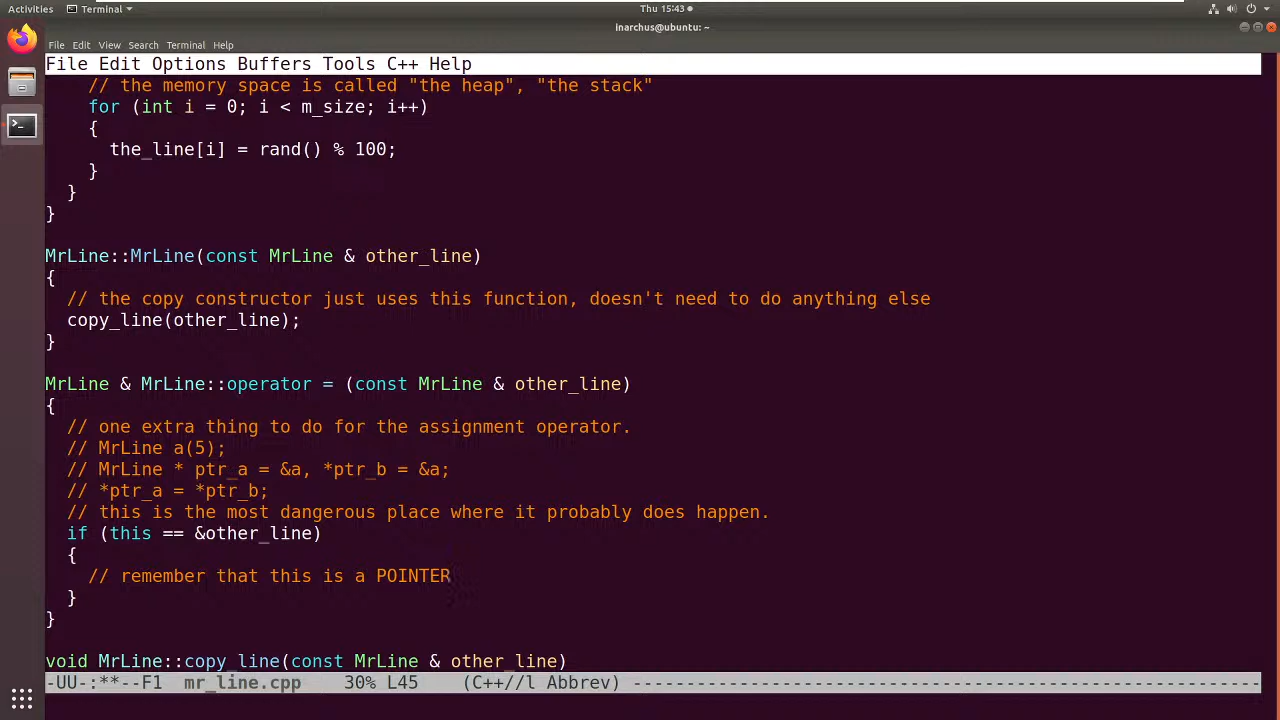 Activities Terminal Thu 15:43
inarchus@ubuntu: ~
File Edit View Search Terminal Help
File Edit Options Buffers Tools C++ Help
    // the memory space is called "the heap", "the stack"
    for (int i = 0; i < m_size; i++)
    {
      the_line[i] = rand() % 100;
    }
  }
}
MrLine::MrLine(const MrLine & other_line)
{
  // the copy constructor just uses this function, doesn't need to do anything else
  copy_line(other_line);
}
MrLine & MrLine::operator = (const MrLine & other_line)
{
  // one extra thing to do for the assignment operator.
  // MrLine a(5);
  // MrLine * ptr_a = &a, *ptr_b = &a;
  // *ptr_a = *ptr_b;
  // this is the most dangerous place where it probably does happen.
  if (this == &other_line)
  {
    // remember that this is a POINTER
  }
}
void MrLine::copy_line(const MrLine & other_line)
-UU-:**--F1  mr_line.cpp    30% L45    (C++//l Abbrev) ------------------------------------------------------------